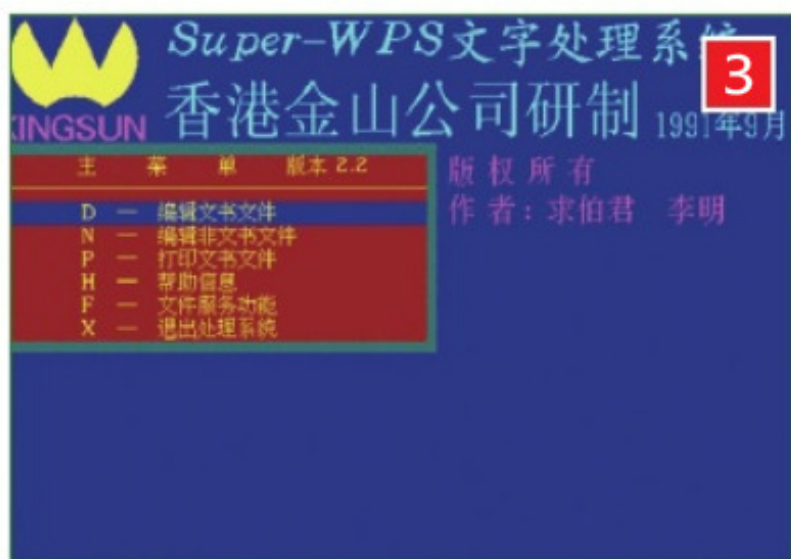 Super-WPS文字处理系
3
香港金山公司研制 1991年9月
KINGSUN
主 菜 单 版本 2.2
版权所有
作者：求伯君 李明
D — 编辑文书文件
N — 编辑非文书文件
P — 打印文书文件
H — 帮助信息
F — 文件服务功能
X — 退出处理系统